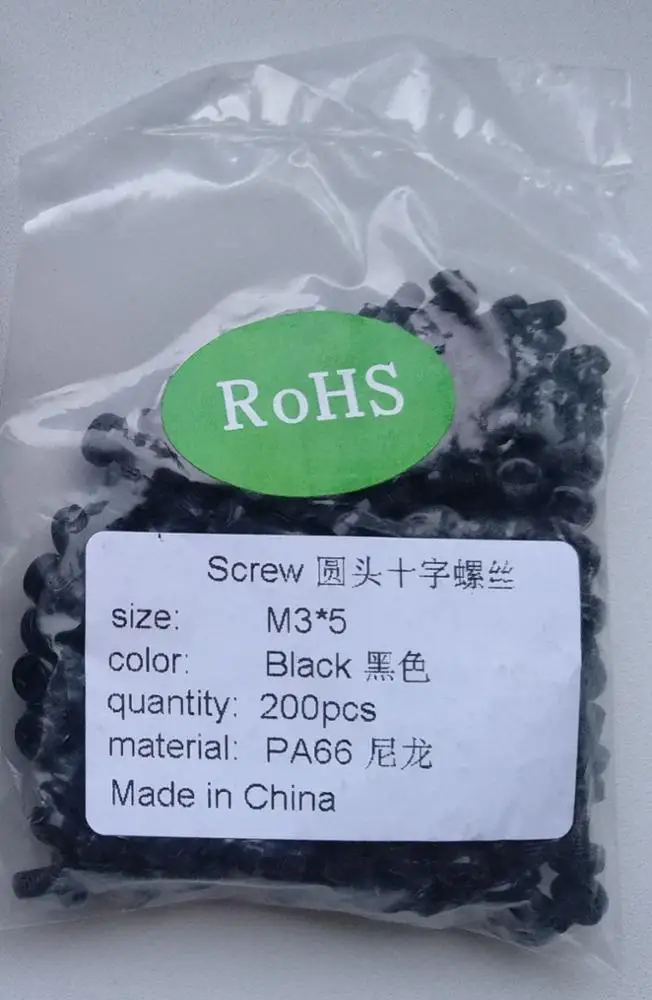 RoHS
Screw 圆头十字螺丝
size: M3*5
color: Black 黑色
quantity: 200pcs
material: PA66 尼龙
Made in China